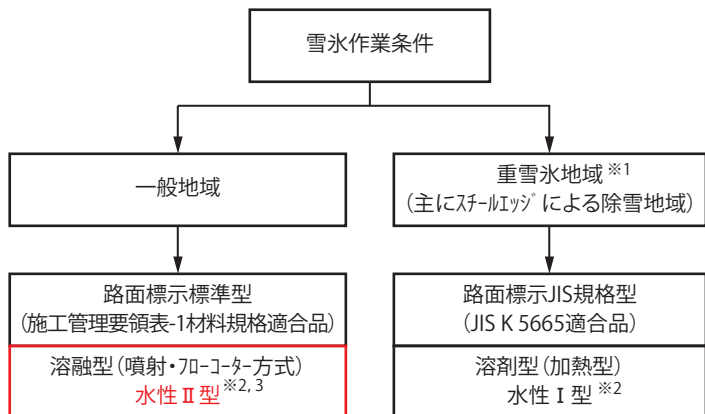 雪氷作業条件
一般地域
重雪氷地域※1
（主にｽﾁｰﾙｴｯｼﾞによる除雪地域）
路面標示標準型
（施工管理要領表-1材料規格適合品）
溶融型（噴射・ﾌﾛｰｺｰﾀｰ方式）
水性Ⅱ型※2, 3
路面標示JIS規格型
（JIS K 5665適合品）
溶剤型（加熱型）
水性Ⅰ型※2